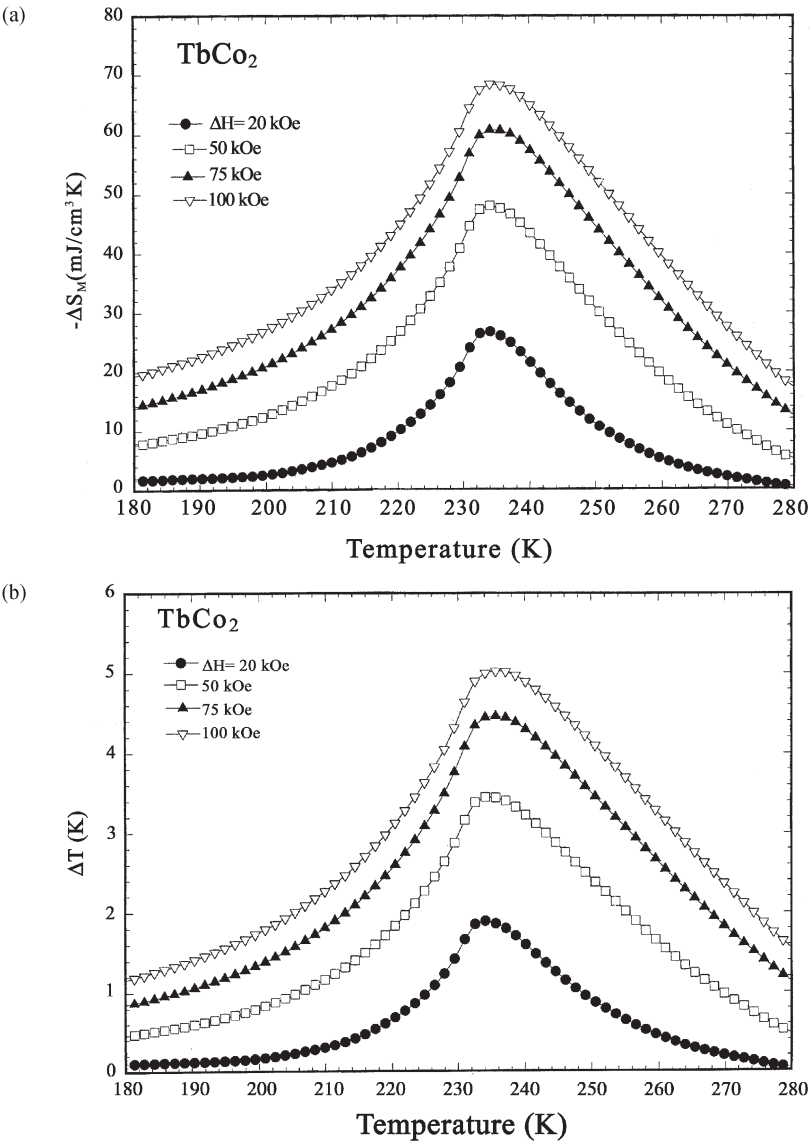 (a)
80
70
60
50
40
30
20
10
0
-ΔS_M(mJ/cm³ K)
TbCo₂
ΔH= 20 kOe
50 kOe
75 kOe
100 kOe
180 190 200 210 220 230 240 250 260 270 280
Temperature (K)
(b)
6
5
4
3
2
1
0
ΔT (K)
TbCo₂
ΔH= 20 kOe
50 kOe
75 kOe
100 kOe
180 190 200 210 220 230 240 250 260 270 280
Temperature (K)